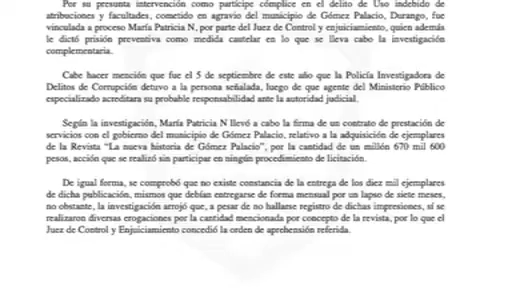 Por su presunta intervención como partícipe cómplice en el delito de Uso indebido de
atribuciones y facultades, cometido en agravio del municipio de Gómez Palacio, Durango, fue
vinculada a proceso María Patricia N, por parte del Juez de Control y enjuiciamiento, quien además
le dictó prisión preventiva como medida cautelar en lo que se lleva cabo la investigación
complementaria.
Cabe hacer mención que fue el 5 de septiembre de este año que la Policía Investigadora de
Delitos de Corrupción detuvo a la persona señalada, luego de que agente del Ministerio Público
especializado acreditara su probable responsabilidad ante la autoridad judicial.
Según la investigación, María Patricia N llevó a cabo la firma de un contrato de prestación de
servicios con el gobierno del municipio de Gómez Palacio, relativo a la adquisición de ejemplares
de la Revista “La nueva historia de Gómez Palacio”, por la cantidad de un millón 670 mil 600
pesos, acción que se realizó sin participar en ningún procedimiento de licitación.
De igual forma, se comprobó que no existe constancia de la entrega de los diez mil ejemplares
de dicha publicación, mismos que debían entregarse de forma mensual por un lapso de siete meses,
no obstante, la investigación arrojó que, a pesar de no hallarse registro de dichas impresiones, sí se
realizaron diversas erogaciones por la cantidad mencionada por concepto de la revista, por lo que el
Juez de Control y Enjuiciamiento concedió la orden de aprehensión referida.